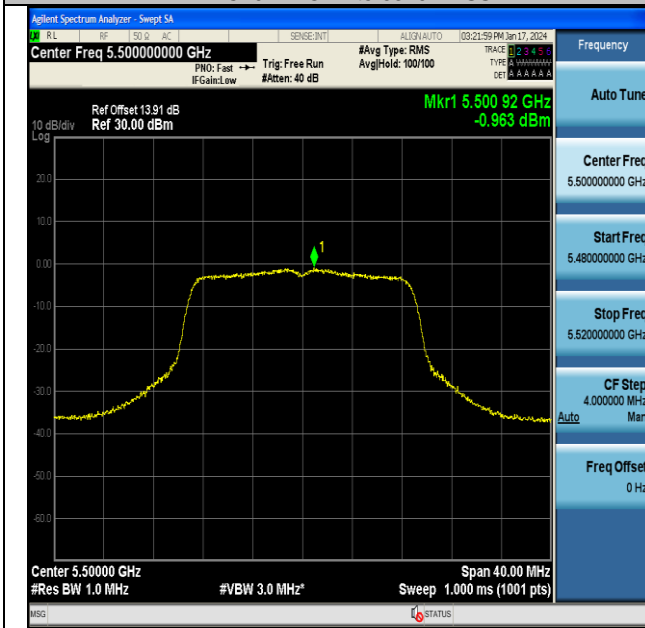 Agilent Spectrum Analyzer - Swept SA
RL RF 50 Ω AC SENSE:INT ALIGN AUTO 03:21:59 PM Jan 17, 2024
Center Freq 5.500000000 GHz
PNO: Fast
IFGain:Low
Trig: Free Run
#Atten: 40 dB
#Avg Type: RMS
Avg|Hold: 100/100
TRACE 1 2 3 4 5 6
TYPE A
DET A A A A A A
Frequency
Auto Tune
Center Freq
5.500000000 GHz
Start Freq
5.480000000 GHz
Stop Freq
5.520000000 GHz
CF Step
4.000000 MHz
Auto Man
Freq Offset
0 Hz
Mkr1 5.500 92 GHz
-0.963 dBm
Ref Offset 13.91 dB
10 dB/div Ref 30.00 dBm
Log
20.0
10.0
0.00
-10.0
-20.0
-30.0
-40.0
-50.0
-60.0
1
Center 5.50000 GHz Span 40.00 MHz
#Res BW 1.0 MHz #VBW 3.0 MHz* Sweep 1.000 ms (1001 pts)
MSG STATUS